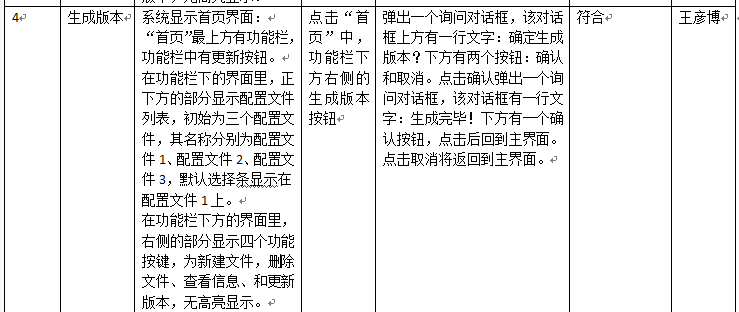 4
生成版本
系统显示首页界面：
“首页”最上方有功能栏，
功能栏中有更新按钮。
在功能栏下的界面里，正
下方的部分显示配置文件
列表，初始为三个配置文
件，其名称分别为配置文
件 1、配置文件 2、配置文
件 3，默认选择条显示在
配置文件 1 上。
在功能栏下方的界面里，
右侧的部分显示四个功能
按键，为新建文件，删除
文件、查看信息、和更新
版本，无高亮显示。
点击“首
页”中，
功能栏下
方右侧的
生成版本
按钮
弹出一个询问对话框，该对话
框上方有一行文字：确定生成
版本？下方有两个按钮：确认
和取消。点击确认弹出一个询
问对话框，该对话框有一行文
字：生成完毕！下方有一个确
认按钮，点击后回到主界面。
点击取消将返回到主界面。
符合
王彦博